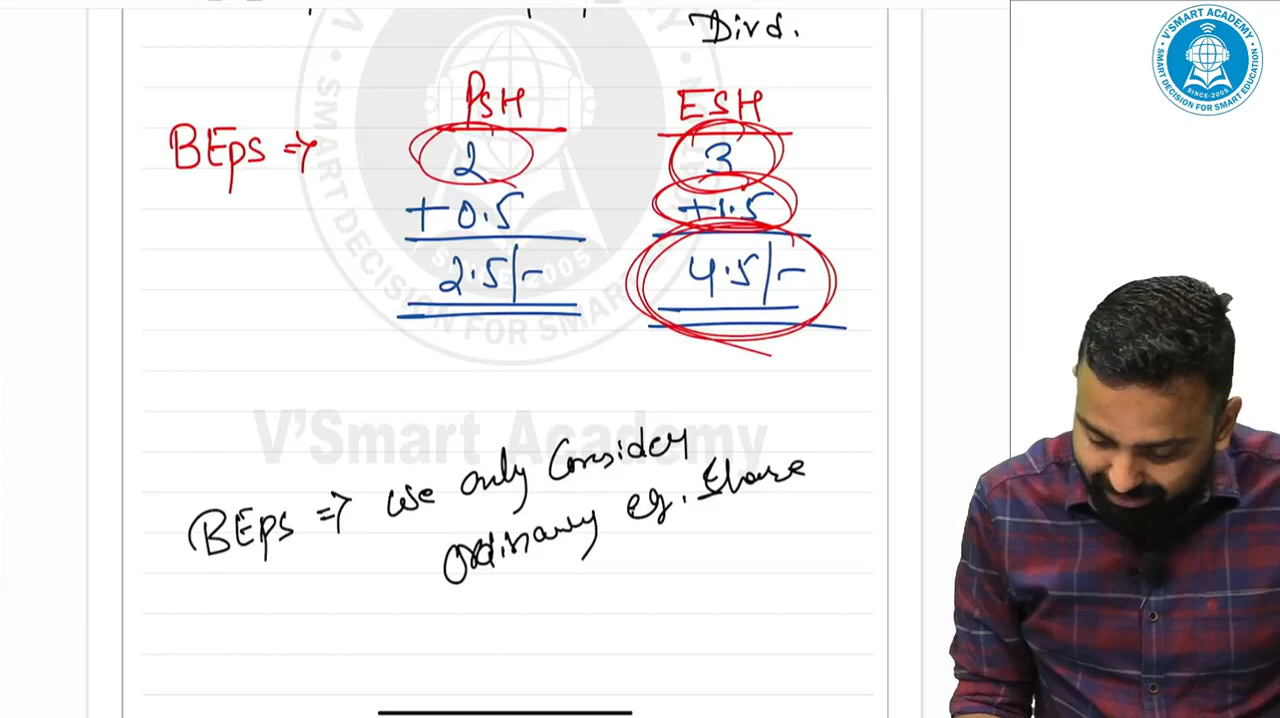 Divd.
PSH ESH
BEps ⇒ 2 3
+0.5 +1.5
2.5/- 4.5/-
V'Smart Academy
BEps ⇒ we only Consider
ordinary eq. Share
V'SMART ACADEMY
SMART DECISION FOR SMART EDUCATION
SINCE-2005